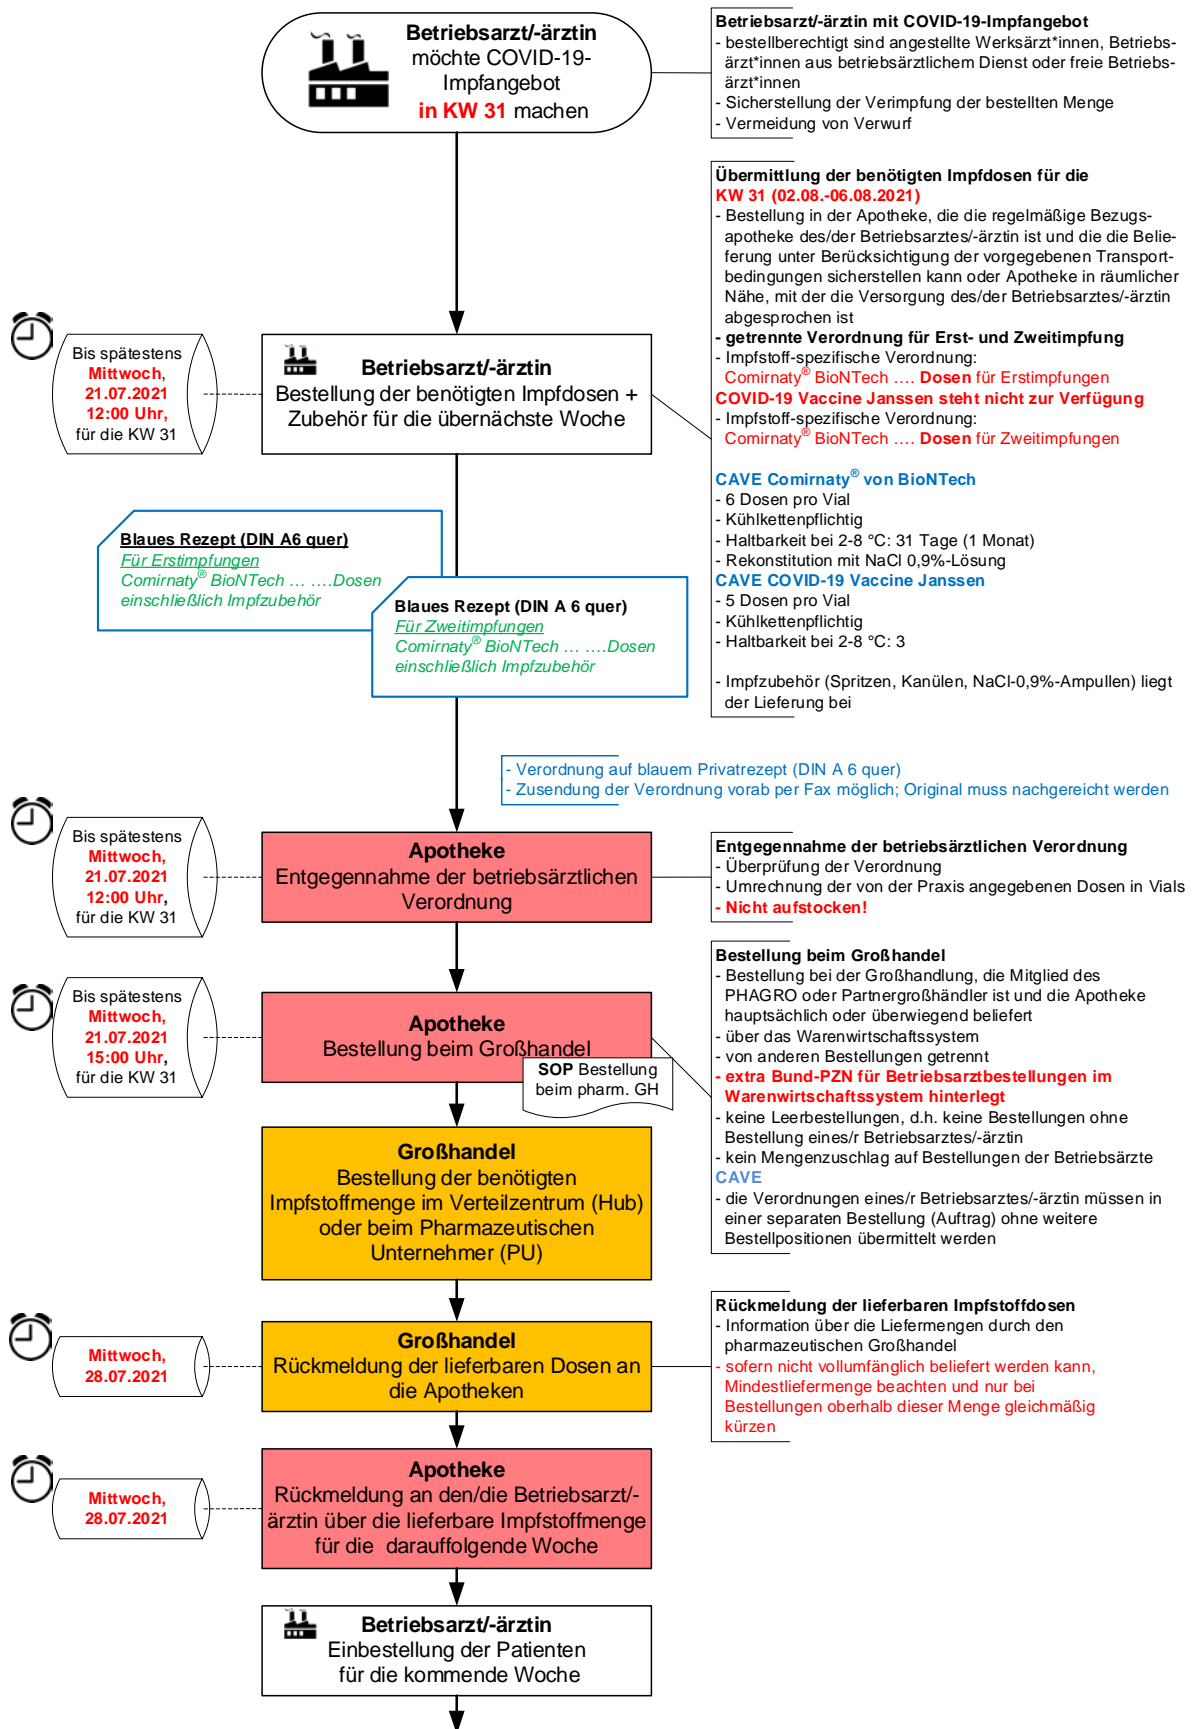 Betriebsarzt/-ärztin
möchte COVID-19-
Impfangebot
in KW 31 machen
Betriebsarzt/-ärztin mit COVID-19-Impfangebot
- bestellberechtigt sind angestellte Werksärzt*innen, Betriebs-
ärzt*innen aus betriebsärztlichem Dienst oder freie Betriebs-
ärzt*innen
- Sicherstellung der Verimpfung der bestellten Menge
- Vermeidung von Verwurf
Übermittlung der benötigten Impfdosen für die
KW 31 (02.08.-06.08.2021)
- Bestellung in der Apotheke, die die regelmäßige Bezugs-
apotheke des/der Betriebsarztes/-ärztin ist und die die Belie-
ferung unter Berücksichtigung der vorgegebenen Transport-
bedingungen sicherstellen kann oder Apotheke in räumlicher
Nähe, mit der die Versorgung des/der Betriebsarztes/-ärztin
abgesprochen ist
- getrennte Verordnung für Erst- und Zweitimpfung
- Impfstoff-spezifische Verordnung:
Comirnaty® BioNTech .... Dosen für Erstimpfungen
COVID-19 Vaccine Janssen steht nicht zur Verfügung
- Impfstoff-spezifische Verordnung:
Comirnaty® BioNTech .... Dosen für Zweitimpfungen
CAVE Comirnaty® von BioNTech
- 6 Dosen pro Vial
- Kühlkettenpflichtig
- Haltbarkeit bei 2-8 °C: 31 Tage (1 Monat)
- Rekonstitution mit NaCl 0,9%-Lösung
CAVE COVID-19 Vaccine Janssen
- 5 Dosen pro Vial
- Kühlkettenpflichtig
- Haltbarkeit bei 2-8 °C: 3
- Impfzubehör (Spritzen, Kanülen, NaCl-0,9%-Ampullen) liegt
der Lieferung bei
Bis spätestens
Mittwoch,
21.07.2021
12:00 Uhr,
für die KW 31
Betriebsarzt/-ärztin
Bestellung der benötigten Impfdosen +
Zubehör für die übernächste Woche
Blaues Rezept (DIN A6 quer)
Für Erstimpfungen
Comirnaty® BioNTech ... ....Dosen
einschließlich Impfzubehör
Blaues Rezept (DIN A 6 quer)
Für Zweitimpfungen
Comirnaty® BioNTech ... ....Dosen
einschließlich Impfzubehör
- Verordnung auf blauem Privatrezept (DIN A 6 quer)
- Zusendung der Verordnung vorab per Fax möglich; Original muss nachgereicht werden
Bis spätestens
Mittwoch,
21.07.2021
12:00 Uhr,
für die KW 31
Apotheke
Entgegennahme der betriebsärztlichen
Verordnung
Entgegennahme der betriebsärztlichen Verordnung
- Überprüfung der Verordnung
- Umrechnung der von der Praxis angegebenen Dosen in Vials
- Nicht aufstocken!
Bis spätestens
Mittwoch,
21.07.2021
15:00 Uhr,
für die KW 31
Apotheke
Bestellung beim Großhandel
SOP Bestellung
beim pharm. GH
Bestellung beim Großhandel
- Bestellung bei der Großhandlung, die Mitglied des
PHAGRO oder Partnergroßhändler ist und die Apotheke
hauptsächlich oder überwiegend beliefert
- über das Warenwirtschaftssystem
- von anderen Bestellungen getrennt
- extra Bund-PZN für Betriebsarztbestellungen im
Warenwirtschaftssystem hinterlegt
- keine Leerbestellungen, d.h. keine Bestellungen ohne
Bestellung eines/r Betriebsarztes/-ärztin
- kein Mengenzuschlag auf Bestellungen der Betriebsärzte
CAVE
- die Verordnungen eines/r Betriebsarztes/-ärztin müssen in
einer separaten Bestellung (Auftrag) ohne weitere
Bestellpositionen übermittelt werden
Großhandel
Bestellung der benötigten
Impfstoffmenge im Verteilzentrum (Hub)
oder beim Pharmazeutischen
Unternehmer (PU)
Mittwoch,
28.07.2021
Großhandel
Rückmeldung der lieferbaren Dosen an
die Apotheken
Rückmeldung der lieferbaren Impfstoffdosen
- Information über die Liefermengen durch den
pharmazeutischen Großhandel
- sofern nicht vollumfänglich beliefert werden kann,
Mindestliefermenge beachten und nur bei
Bestellungen oberhalb dieser Menge gleichmäßig
kürzen
Mittwoch,
28.07.2021
Apotheke
Rückmeldung an den/die Betriebsarzt/-
ärztin über die lieferbare Impfstoffmenge
für die darauffolgende Woche
Betriebsarzt/-ärztin
Einbestellung der Patienten
für die kommende Woche